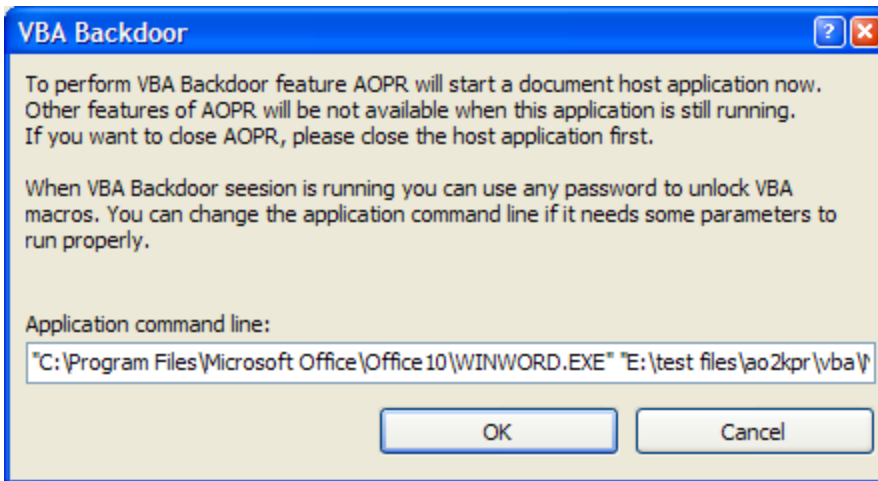 VBA Backdoor
To perform VBA Backdoor feature AOPR will start a document host application now.
Other features of AOPR will be not available when this application is still running.
If you want to close AOPR, please close the host application first.
When VBA Backdoor seesion is running you can use any password to unlock VBA
macros. You can change the application command line if it needs some parameters to
run properly.
Application command line:
"C:\Program Files\Microsoft Office\Office10\WINWORD.EXE" "E:\test files\ao2kpr\vba\
OK Cancel